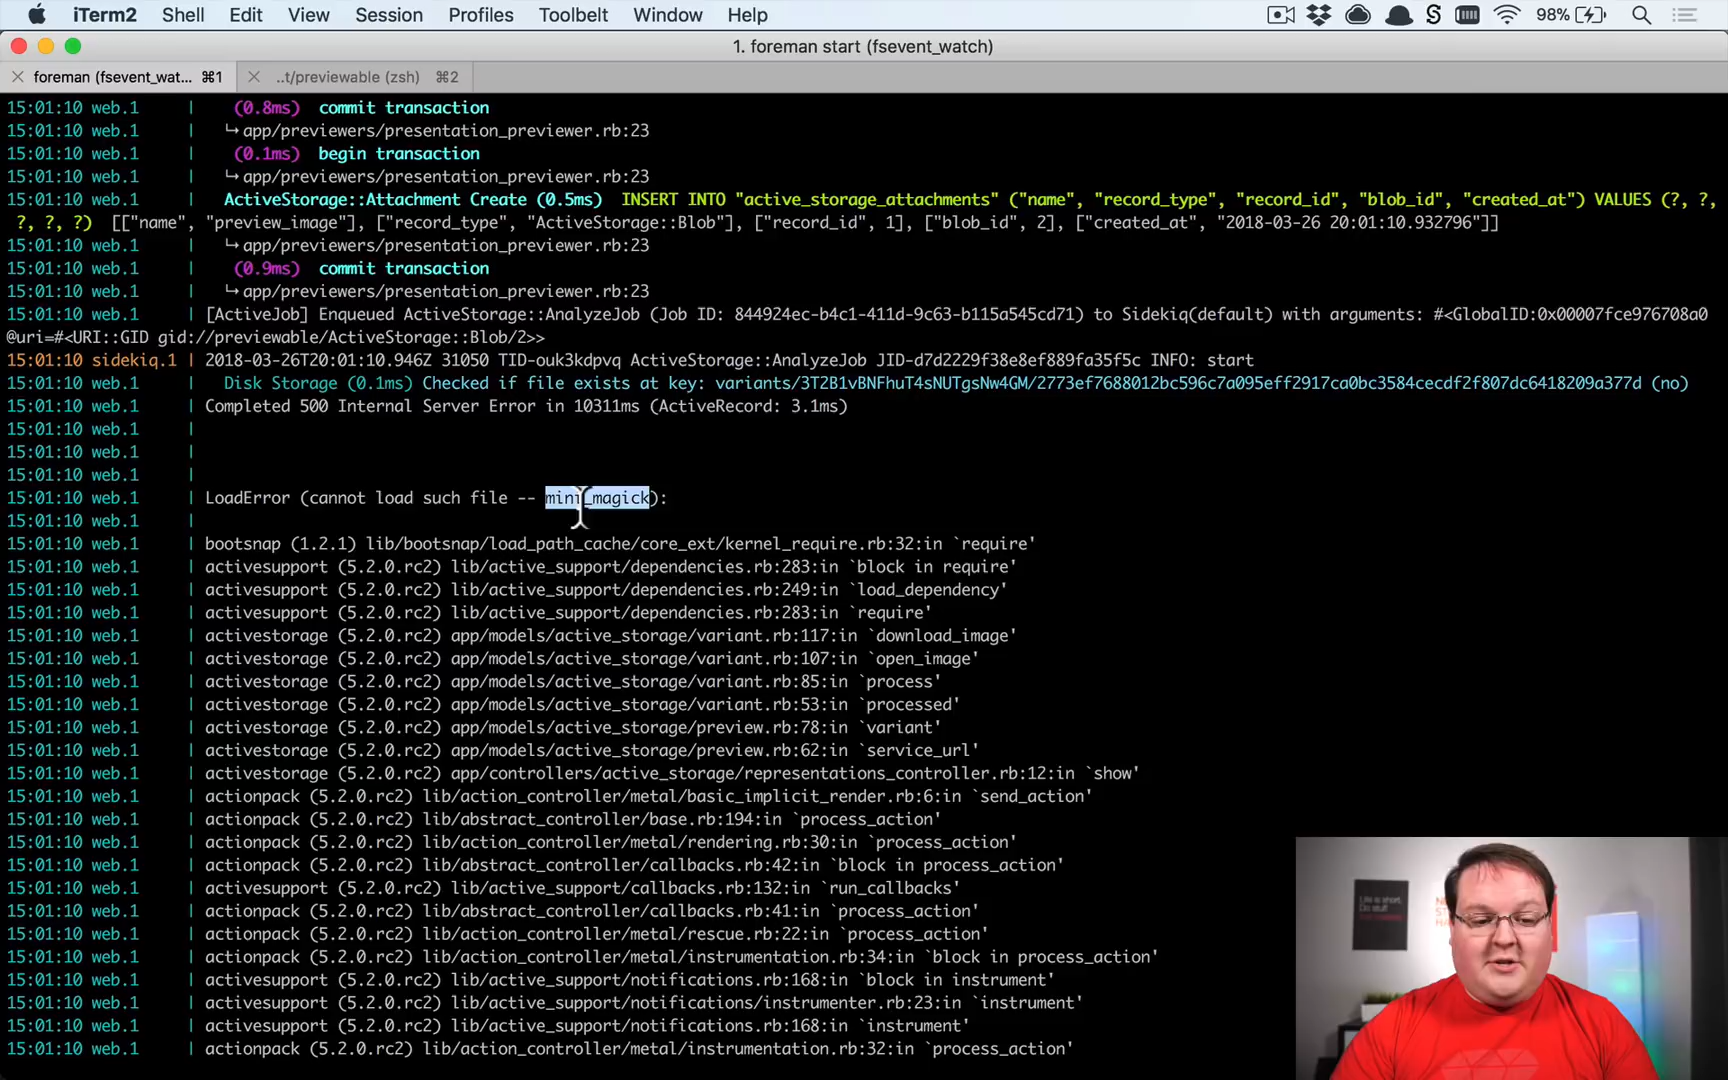 iTerm2 Shell Edit View Session Profiles Toolbelt Window Help 98%
1. foreman start (fsevent_watch)
foreman (fsevent_wat... ⌘1 ..t/previewable (zsh) ⌘2
15:01:10 web.1 | (0.8ms) commit transaction
15:01:10 web.1 | ↳ app/previewers/presentation_previewer.rb:23
15:01:10 web.1 | (0.1ms) begin transaction
15:01:10 web.1 | ↳ app/previewers/presentation_previewer.rb:23
15:01:10 web.1 | ActiveStorage::Attachment Create (0.5ms) INSERT INTO "active_storage_attachments" ("name", "record_type", "record_id", "blob_id", "created_at") VALUES (?, ?,
?, ?, ?) [["name", "preview_image"], ["record_type", "ActiveStorage::Blob"], ["record_id", 1], ["blob_id", 2], ["created_at", "2018-03-26 20:01:10.932796"]]
15:01:10 web.1 | ↳ app/previewers/presentation_previewer.rb:23
15:01:10 web.1 | (0.9ms) commit transaction
15:01:10 web.1 | ↳ app/previewers/presentation_previewer.rb:23
15:01:10 web.1 | [ActiveJob] Enqueued ActiveStorage::AnalyzeJob (Job ID: 844924ec-b4c1-411d-9c63-b115a545cd71) to Sidekiq(default) with arguments: #<GlobalID:0x00007fce976708a0
@uri=#<URI::GID gid://previewable/ActiveStorage::Blob/2>>
15:01:10 sidekiq.1 | 2018-03-26T20:01:10.946Z 31050 TID-ouk3kdpvq ActiveStorage::AnalyzeJob JID-d7d2229f38e8ef889fa35f5c INFO: start
15:01:10 web.1 | Disk Storage (0.1ms) Checked if file exists at key: variants/3T2B1vBNFhuT4sNUTgsNw4GM/2773ef7688012bc596c7a095eff2917ca0bc3584cecdf2f807dc6418209a377d (no)
15:01:10 web.1 | Completed 500 Internal Server Error in 10311ms (ActiveRecord: 3.1ms)
15:01:10 web.1 |
15:01:10 web.1 |
15:01:10 web.1 |
15:01:10 web.1 | LoadError (cannot load such file -- mini_magick):
15:01:10 web.1 |
15:01:10 web.1 | bootsnap (1.2.1) lib/bootsnap/load_path_cache/core_ext/kernel_require.rb:32:in `require'
15:01:10 web.1 | activesupport (5.2.0.rc2) lib/active_support/dependencies.rb:283:in `block in require'
15:01:10 web.1 | activesupport (5.2.0.rc2) lib/active_support/dependencies.rb:249:in `load_dependency'
15:01:10 web.1 | activesupport (5.2.0.rc2) lib/active_support/dependencies.rb:283:in `require'
15:01:10 web.1 | activestorage (5.2.0.rc2) app/models/active_storage/variant.rb:117:in `download_image'
15:01:10 web.1 | activestorage (5.2.0.rc2) app/models/active_storage/variant.rb:107:in `open_image'
15:01:10 web.1 | activestorage (5.2.0.rc2) app/models/active_storage/variant.rb:85:in `process'
15:01:10 web.1 | activestorage (5.2.0.rc2) app/models/active_storage/variant.rb:53:in `processed'
15:01:10 web.1 | activestorage (5.2.0.rc2) app/models/active_storage/preview.rb:78:in `variant'
15:01:10 web.1 | activestorage (5.2.0.rc2) app/models/active_storage/preview.rb:62:in `service_url'
15:01:10 web.1 | activestorage (5.2.0.rc2) app/controllers/active_storage/representations_controller.rb:12:in `show'
15:01:10 web.1 | actionpack (5.2.0.rc2) lib/action_controller/metal/basic_implicit_render.rb:6:in `send_action'
15:01:10 web.1 | actionpack (5.2.0.rc2) lib/abstract_controller/base.rb:194:in `process_action'
15:01:10 web.1 | actionpack (5.2.0.rc2) lib/action_controller/metal/rendering.rb:30:in `process_action'
15:01:10 web.1 | actionpack (5.2.0.rc2) lib/abstract_controller/callbacks.rb:42:in `block in process_action'
15:01:10 web.1 | activesupport (5.2.0.rc2) lib/active_support/callbacks.rb:132:in `run_callbacks'
15:01:10 web.1 | actionpack (5.2.0.rc2) lib/abstract_controller/callbacks.rb:41:in `process_action'
15:01:10 web.1 | actionpack (5.2.0.rc2) lib/action_controller/metal/rescue.rb:22:in `process_action'
15:01:10 web.1 | actionpack (5.2.0.rc2) lib/action_controller/metal/instrumentation.rb:34:in `block in process_action'
15:01:10 web.1 | activesupport (5.2.0.rc2) lib/active_support/notifications.rb:168:in `block in instrument'
15:01:10 web.1 | activesupport (5.2.0.rc2) lib/active_support/notifications/instrumenter.rb:23:in `instrument'
15:01:10 web.1 | activesupport (5.2.0.rc2) lib/active_support/notifications.rb:168:in `instrument'
15:01:10 web.1 | actionpack (5.2.0.rc2) lib/action_controller/metal/instrumentation.rb:32:in `process_action'
Life is short.
Do stuff